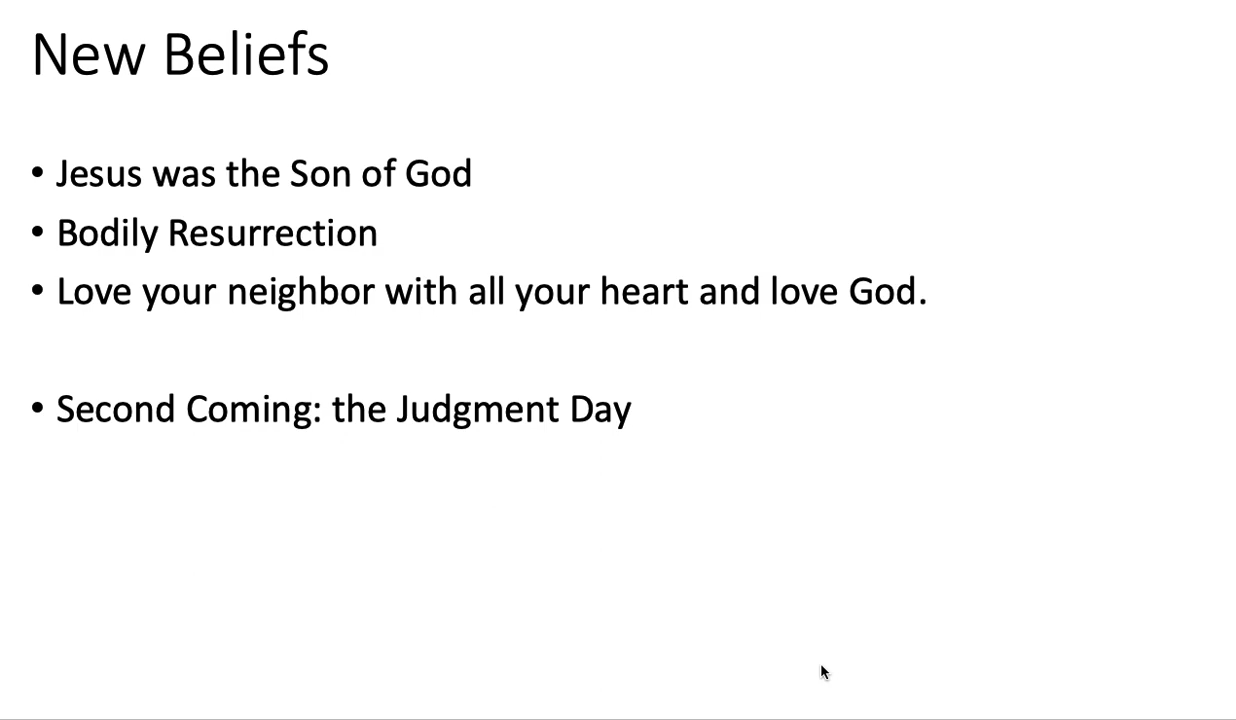 New Beliefs
• Jesus was the Son of God
• Bodily Resurrection
• Love your neighbor with all your heart and love God.
• Second Coming: the Judgment Day